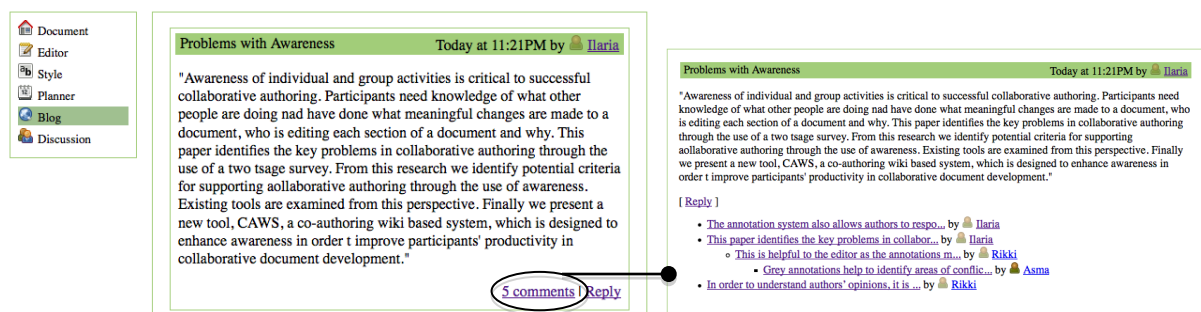 Document
Editor
Style
Planner
Blog
Discussion
Problems with Awareness Today at 11:21PM by Ilaria
"Awareness of individual and group activities is critical to successful
collaborative authoring. Participants need knowledge of what other
people are doing nad have done what meaningful changes are made to a
document, who is editing each section of a document and why. This
paper identifies the key problems in collaborative authoring through the
use of a two tsage survey. From this research we identify potential criteria
for supporting aollaborative authoring through the use of awareness.
Existing tools are examined from this perspective. Finally we present a
new tool, CAWS, a co-authoring wiki based system, which is designed to
enhance awareness in order t improve participants' productivity in
collaborative document development."
5 comments | Reply
Problems with Awareness Today at 11:21PM by Ilaria
"Awareness of individual and group activities is critical to successful collaborative authoring. Participants need
knowledge of what other people are doing nad have done what meaningful changes are made to a document, who
is editing each section of a document and why. This paper identifies the key problems in collaborative authoring
through the use of a two tsage survey. From this research we identify potential criteria for supporting
aollaborative authoring through the use of awareness. Existing tools are examined from this perspective. Finally
we present a new tool, CAWS, a co-authoring wiki based system, which is designed to enhance awareness in
order t improve participants' productivity in collaborative document development."
[ Reply ]
The annotation system also allows authors to respo... by Ilaria
This paper identifies the key problems in collabor... by Ilaria
This is helpful to the editor as the annotations m... by Rikki
Grey annotations help to identify areas of conflic... by Asma
In order to understand authors' opinions, it is ... by Rikki